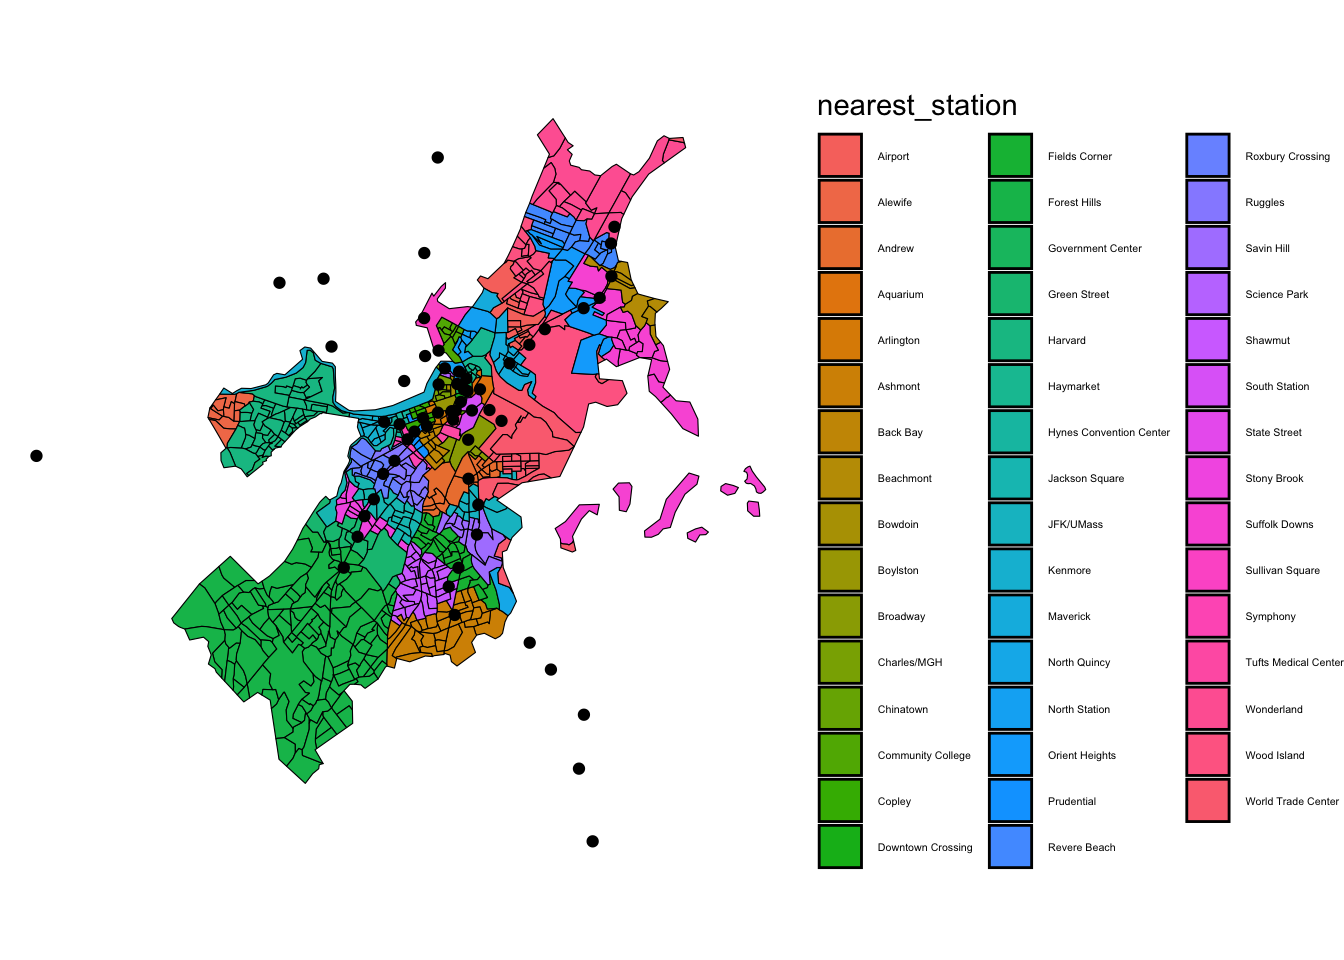 nearest_station
Airport
Alewife
Andrew
Aquarium
Arlington
Ashmont
Back Bay
Beachmont
Bowdoin
Boylston
Broadway
Charles/MGH
Chinatown
Community College
Copley
Downtown Crossing
Fields Corner
Forest Hills
Government Center
Green Street
Harvard
Haymarket
Hynes Convention Center
Jackson Square
JFK/UMass
Kenmore
Maverick
North Quincy
North Station
Orient Heights
Prudential
Revere Beach
Roxbury Crossing
Ruggles
Savin Hill
Science Park
Shawmut
South Station
State Street
Stony Brook
Suffolk Downs
Sullivan Square
Symphony
Tufts Medical Center
Wonderland
Wood Island
World Trade Center